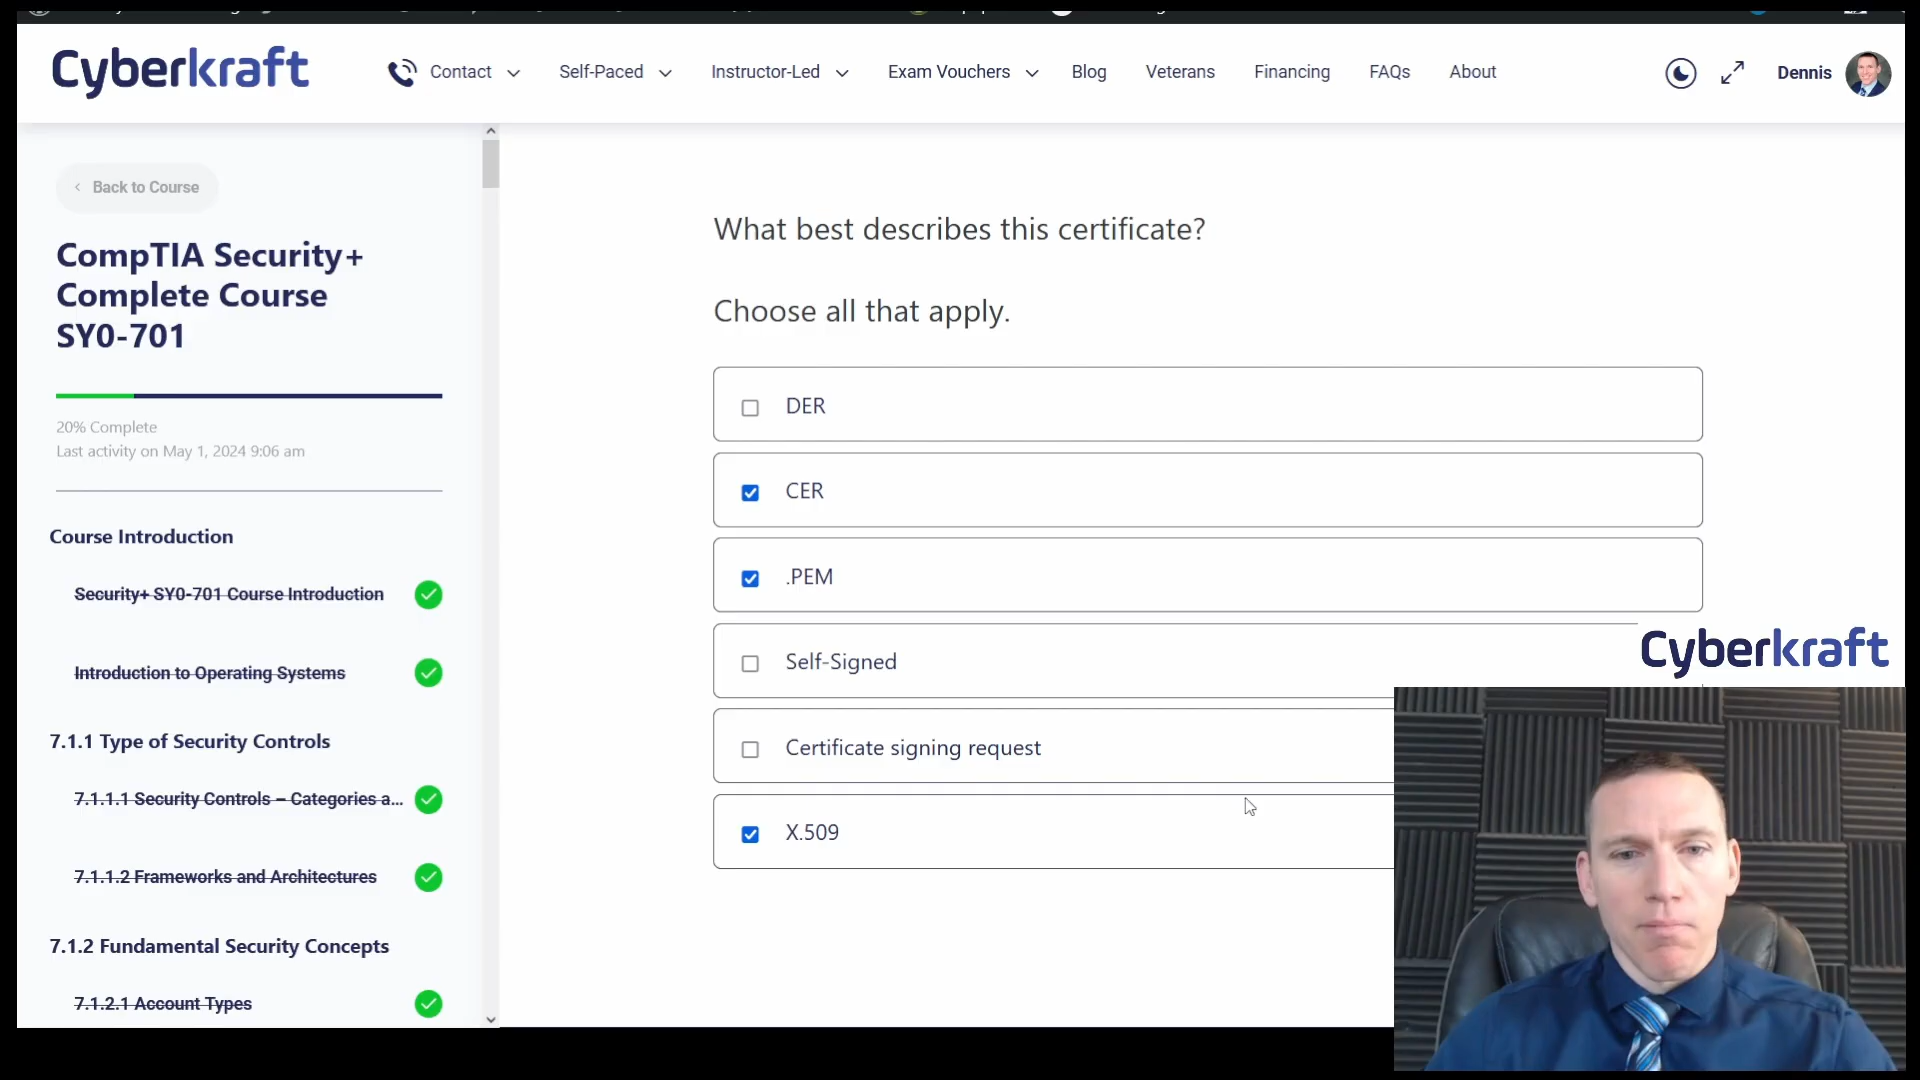 Cyberkraft
Contact
Self-Paced
Instructor-Led
Exam Vouchers
Blog
Veterans
Financing
FAQs
About
Dennis
Back to Course
CompTIA Security+
Complete Course
SY0-701
20% Complete
Last activity on May 1, 2024 9:06 am
Course Introduction
Security+ SY0-701 Course Introduction
Introduction to Operating Systems
7.1.1 Type of Security Controls
7.1.1.1 Security Controls – Categories a...
7.1.1.2 Frameworks and Architectures
7.1.2 Fundamental Security Concepts
7.1.2.1 Account Types
What best describes this certificate?
Choose all that apply.
DER
CER
.PEM
Self-Signed
Certificate signing request
X.509
Cyberkraft